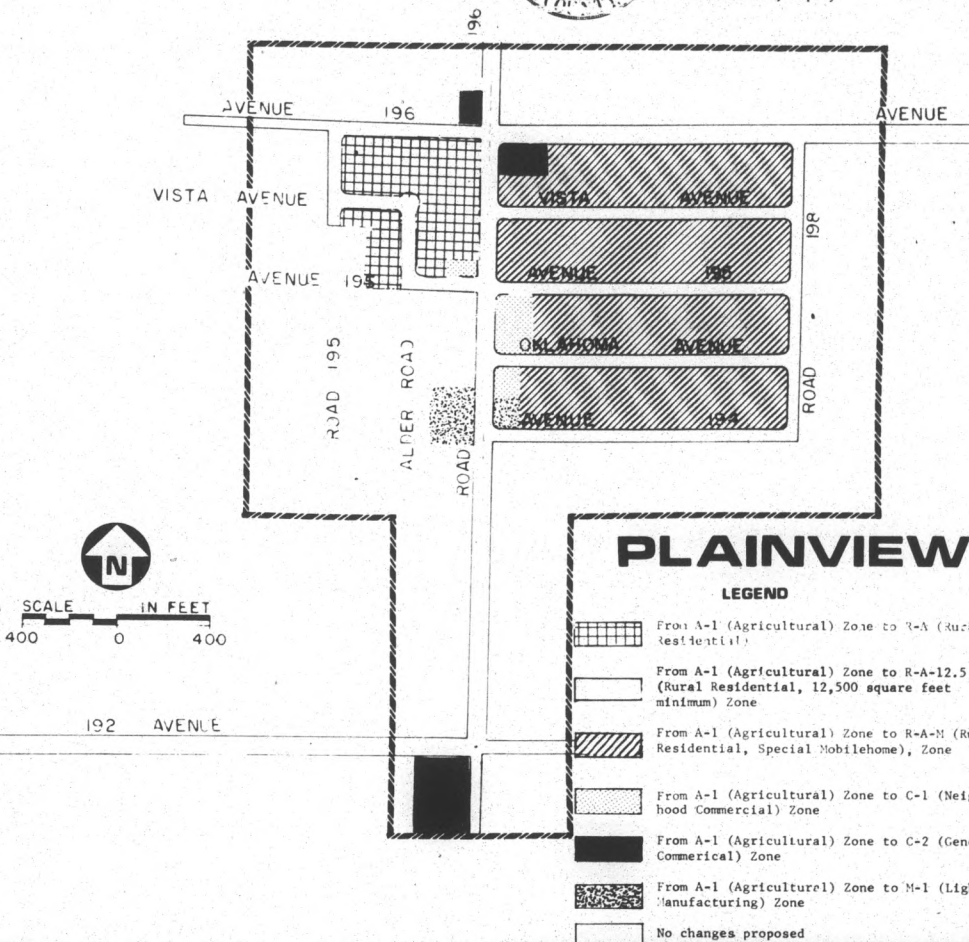 196
AVENUE 196
AVENUE
VISTA AVENUE
VISTA AVENUE
198
AVENUE 195
AVENUE 195
OKLAHOMA AVENUE
ROAD 195
ALDER ROAD
ROAD
AVENUE 194
ROAD
N
SCALE IN FEET
400 0 400
192 AVENUE
PLAINVIEW
LEGEND
From A-1 (Agricultural) Zone to R-A (Rur
Residential)
From A-1 (Agricultural) Zone to R-A-12.5
(Rural Residential, 12,500 square feet
minimum) Zone
From A-1 (Agricultural) Zone to R-A-M (Ru
Residential, Special Mobilehome), Zone
From A-1 (Agricultural) Zone to C-1 (Neig
hood Commercial) Zone
From A-1 (Agricultural) Zone to C-2 (Gene
Commerical) Zone
From A-1 (Agricultural) Zone to M-1 (Lig
Manufacturing) Zone
No changes proposed